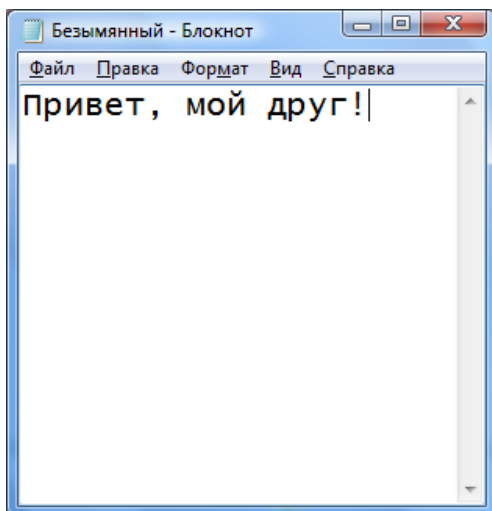 Безымянный - Блокнот
Файл Правка Формат Вид Справка
Привет, мой друг!